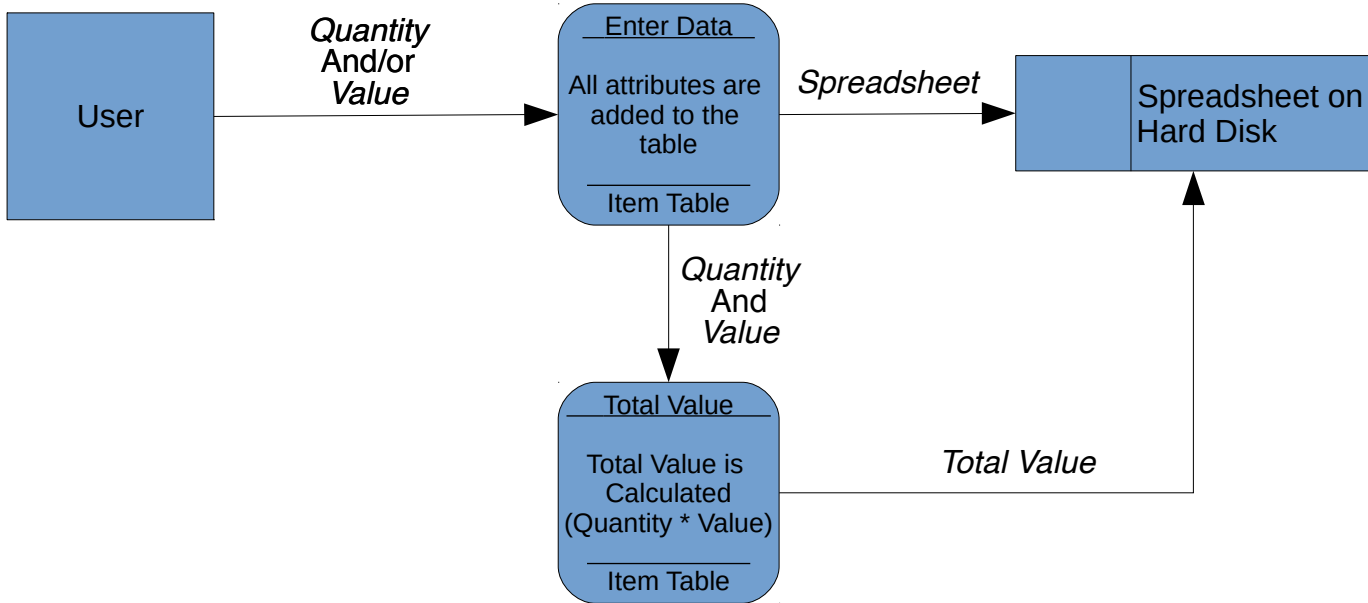 User
Quantity
And/or
Value
Enter Data
All attributes are
added to the
table
Item Table
Spreadsheet
Spreadsheet on
Hard Disk
Quantity
And
Value
Total Value
Total Value is
Calculated
(Quantity * Value)
Item Table
Total Value